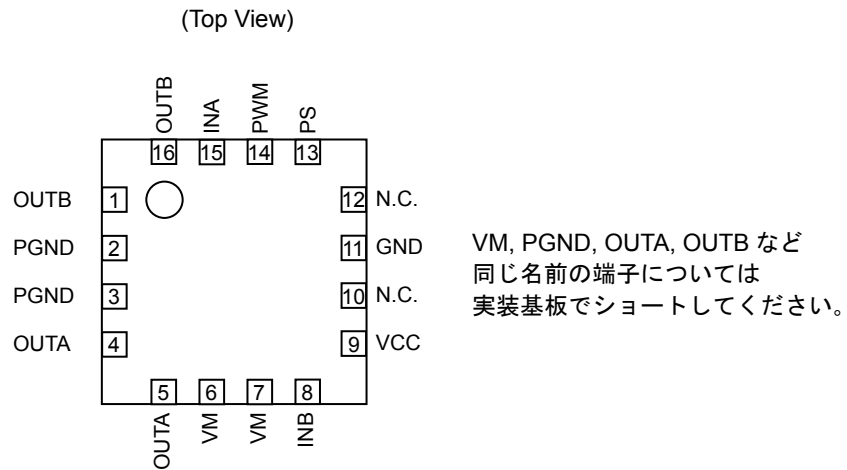 (Top View)
OUTB
INA
PWM
PS
16
15
14
13
OUTB 1
12 N.C.
PGND 2
11 GND
PGND 3
10 N.C.
OUTA 4
9 VCC
5
6
7
8
OUTA
VM
VM
INB
VM, PGND, OUTA, OUTB など
同じ名前の端子については
実装基板でショートしてください。